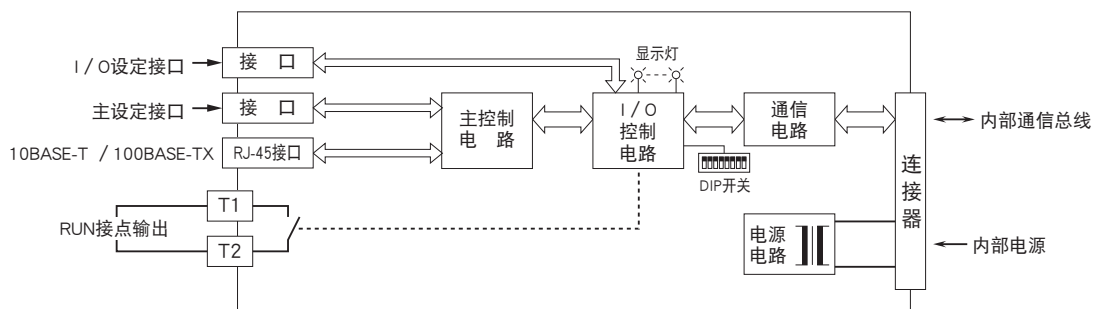 I/O设定接口
接 口
显示灯
主设定接口
接 口
主控制
电 路
I/O
控制
电路
通信
电路
内部通信总线
10BASE-T / 100BASE-TX
RJ-45接口
DIP开关
连接器
T1
RUN接点输出
T2
电源
电路
内部电源